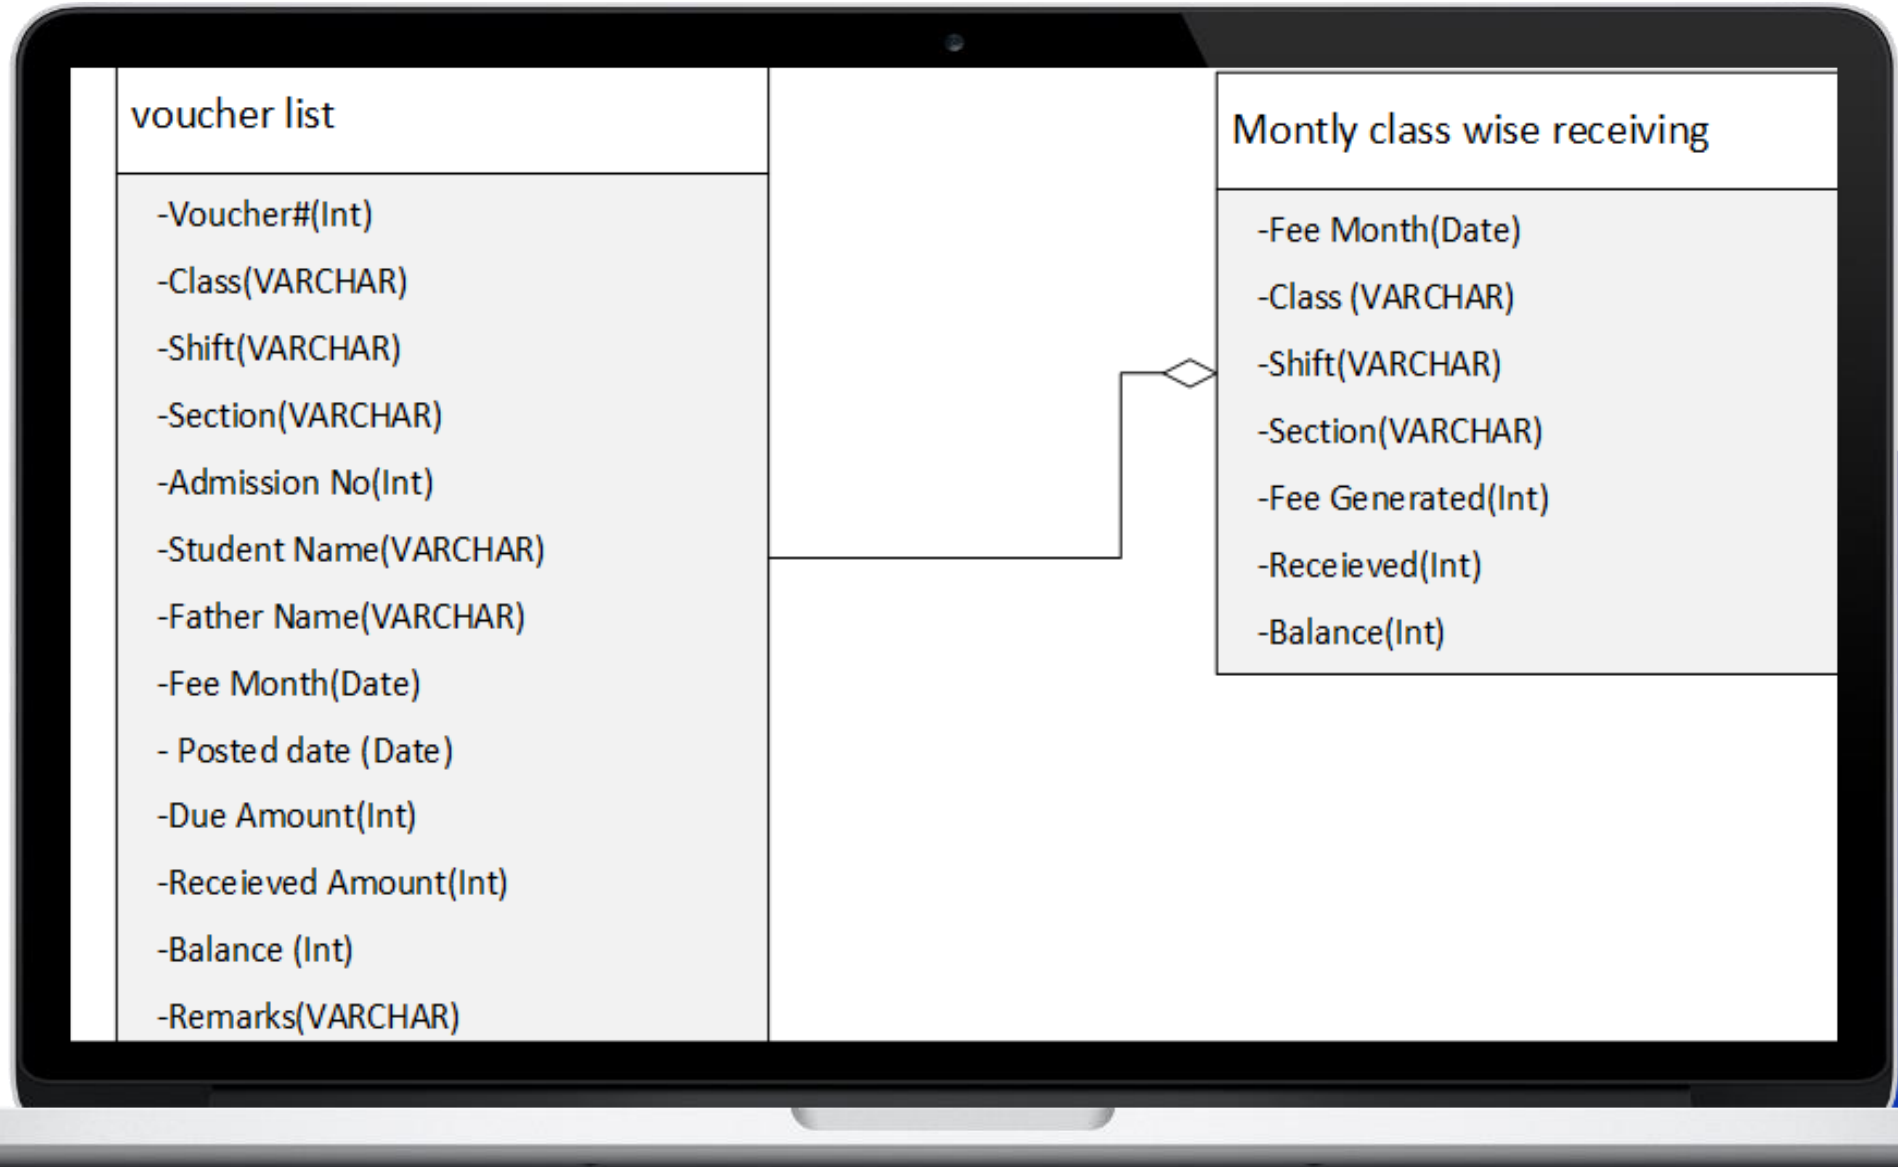 voucher list
-Voucher#(Int)
-Class(VARCHAR)
-Shift(VARCHAR)
-Section(VARCHAR)
-Admission No(Int)
-Student Name(VARCHAR)
-Father Name(VARCHAR)
-Fee Month(Date)
- Posted date (Date)
-Due Amount(Int)
-Receieved Amount(Int)
-Balance (Int)
-Remarks(VARCHAR)
Montly class wise receiving
-Fee Month(Date)
-Class (VARCHAR)
-Shift(VARCHAR)
-Section(VARCHAR)
-Fee Generated(Int)
-Receieved(Int)
-Balance(Int)